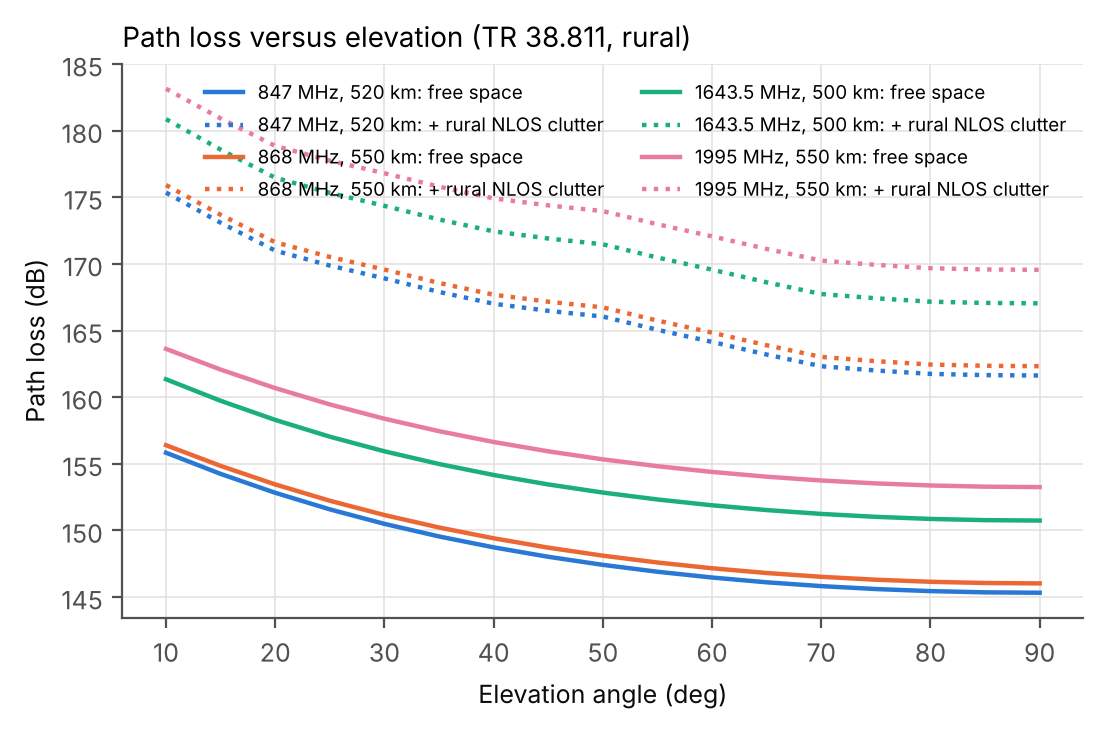 Path loss versus elevation (TR 38.811, rural)
185
180
175
170
165
160
155
150
145
Path loss (dB)
847 MHz, 520 km: free space
847 MHz, 520 km: + rural NLOS clutter
868 MHz, 550 km: free space
868 MHz, 550 km: + rural NLOS clutter
1643.5 MHz, 500 km: free space
1643.5 MHz, 500 km: + rural NLOS clutter
1995 MHz, 550 km: free space
1995 MHz, 550 km: + rural NLOS clutter
10 20 30 40 50 60 70 80 90
Elevation angle (deg)